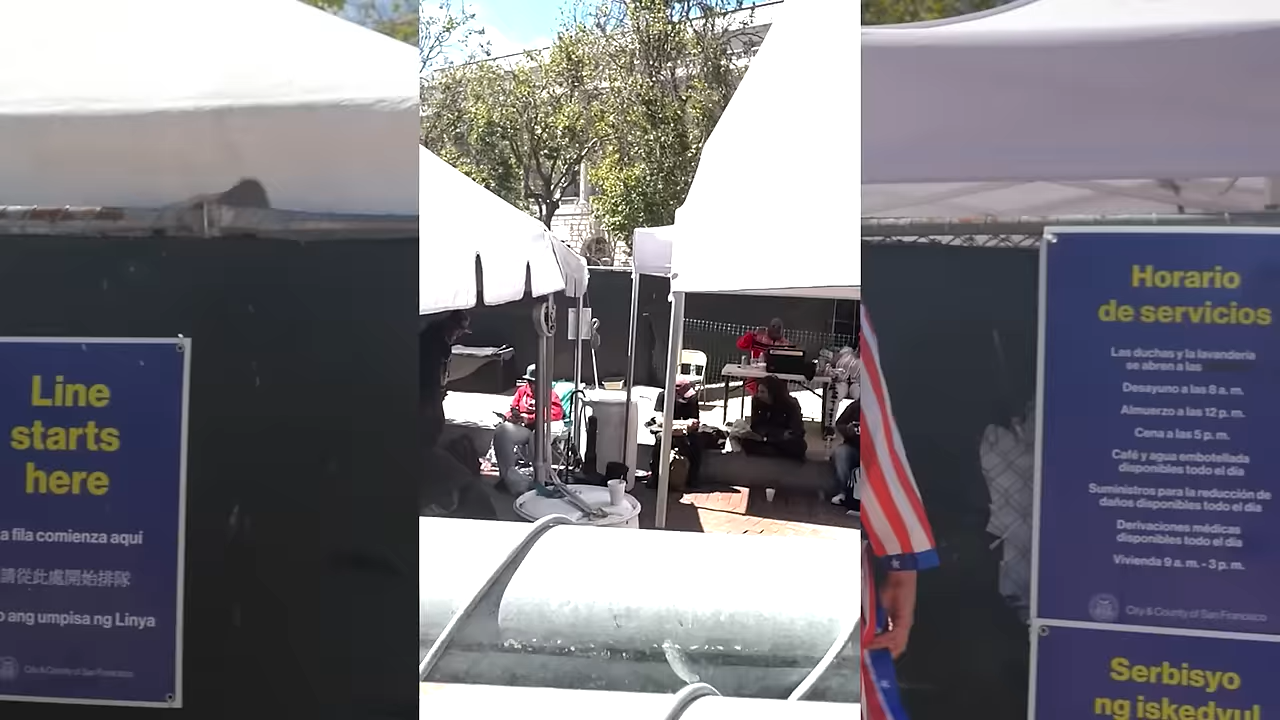 Line
starts
here
a fila comienza aquí
請從此處開始排隊
o ang umpisa ng Linya
City & County of San Francisco
Horario
de servicios
Las duchas y la lavandería
se abren a las
Desayuno a las 8 a. m.
Almuerzo a las 12 p. m.
Cena a las 5 p. m.
Café y agua embotellada
disponibles todo el día
Suministros para la reducción de
daños disponibles todo el día
Derivaciones médicas
disponibles todo el día
Vivienda 9 a. m. - 3 p. m.
City & County of San Francisco
Serbisyo
ng iskedyul